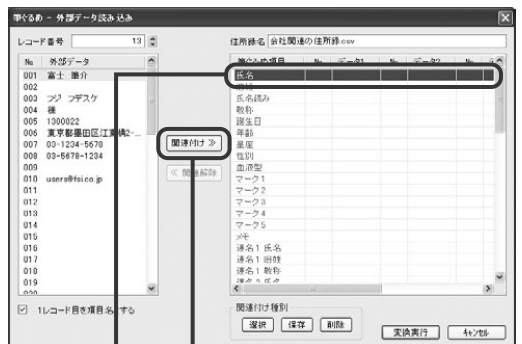 筆ぐるめ － 外部データ読み込み
レコード番号 13
住所録名 会社関連の住所録.csv
No 外部データ
001 富士 筆介
002
003 フジ フデスケ
004 様
005 1300022
006 東京都墨田区江東橋2-...
007 03-1234-5678
008 03-5678-1234
009
010 users@fsi.co.jp
011
012
013
014
015
016
017
018
019
☑ 1レコード目を項目名とする
関連付け ≫
≪ 関連解除
筆ぐるめ項目 No データ1 No データ2 No
氏名
氏名読み
敬称
誕生日
年齢
星座
性別
血液型
マーク1
マーク2
マーク3
マーク4
マーク5
メモ
連名1 氏名
連名1 旧姓
連名1 敬称
関連付け種別
選択 保存 削除
変換実行 キャンセル